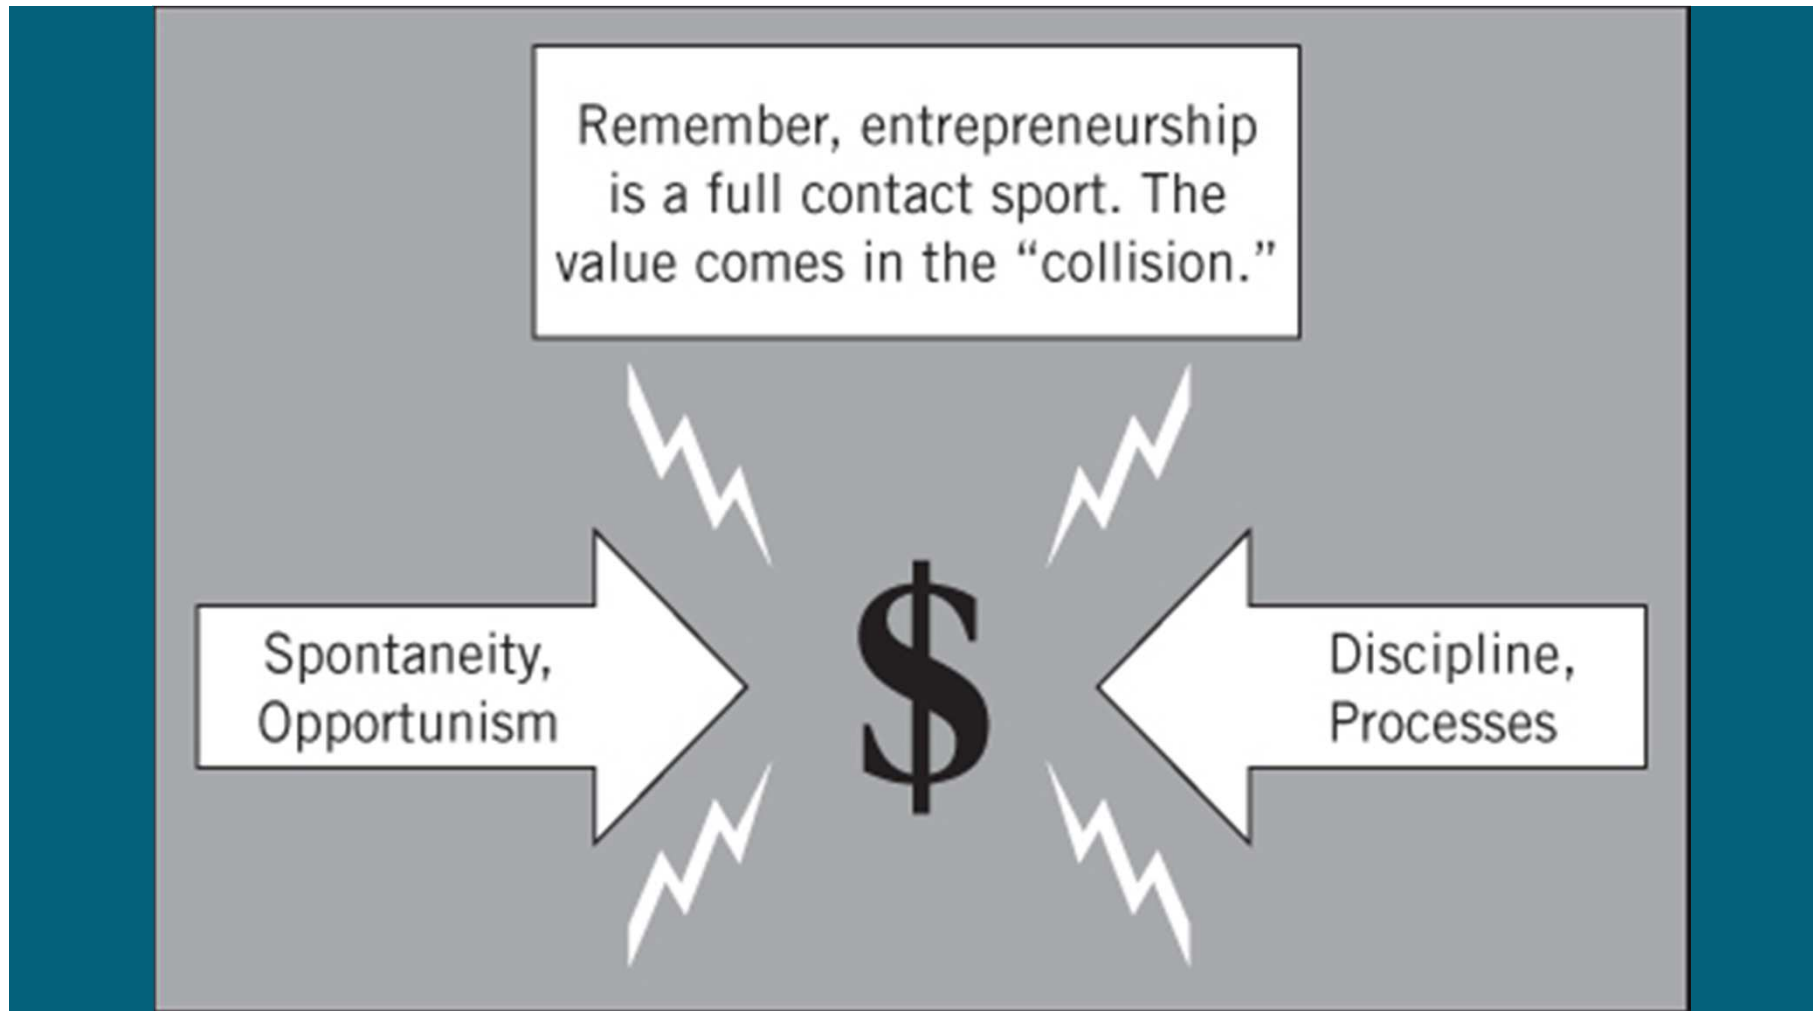 Remember, entrepreneurship
is a full contact sport. The
value comes in the “collision.”
Spontaneity,
Opportunism
$
Discipline,
Processes